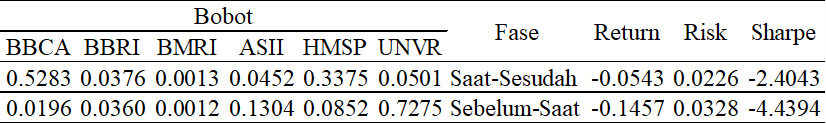 Bobot Fase Return Risk Sharpe
BBCA BBRI BMRI ASII HMSP UNVR
0.5283 0.0376 0.0013 0.0452 0.3375 0.0501 Saat-Sesudah -0.0543 0.0226 -2.4043
0.0196 0.0360 0.0012 0.1304 0.0852 0.7275 Sebelum-Saat -0.1457 0.0328 -4.4394